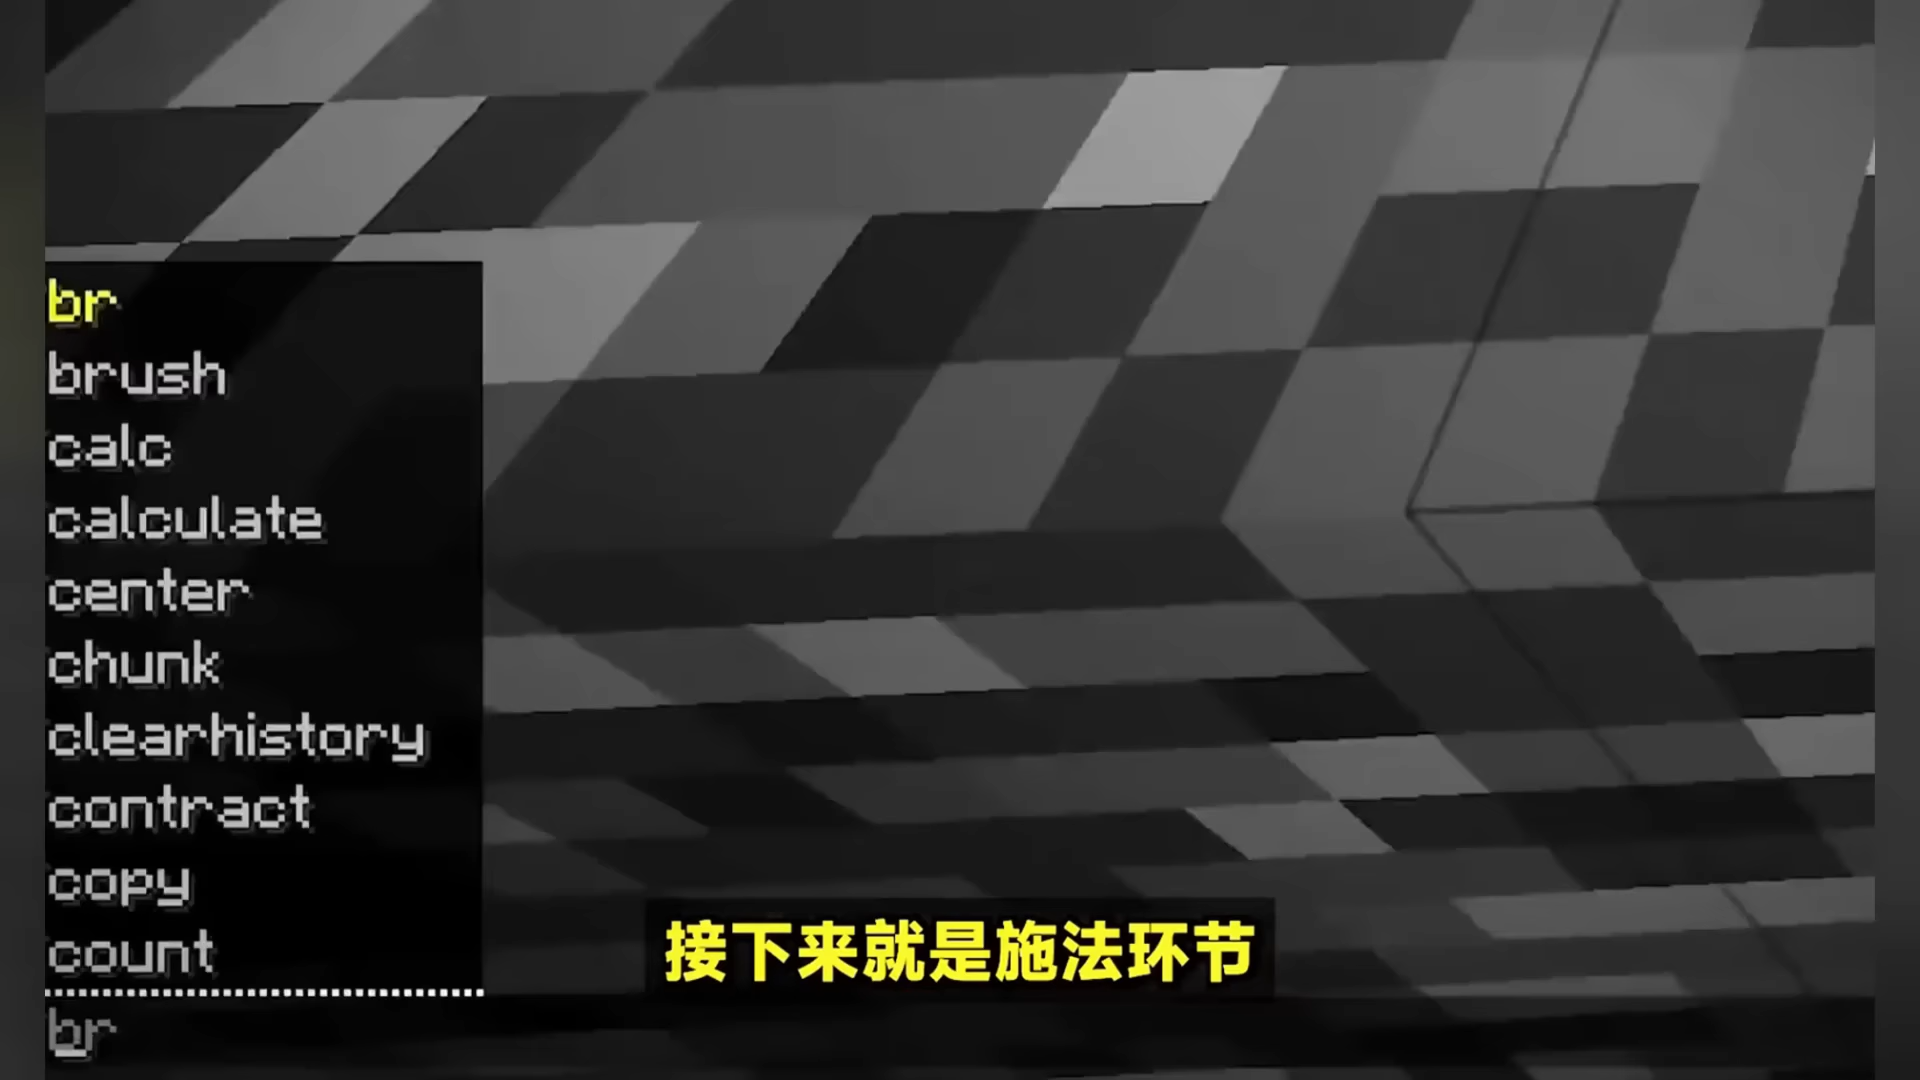 br
brush
calc
calculate
center
chunk
clearhistory
contract
copy
count
br
接下来就是施法环节